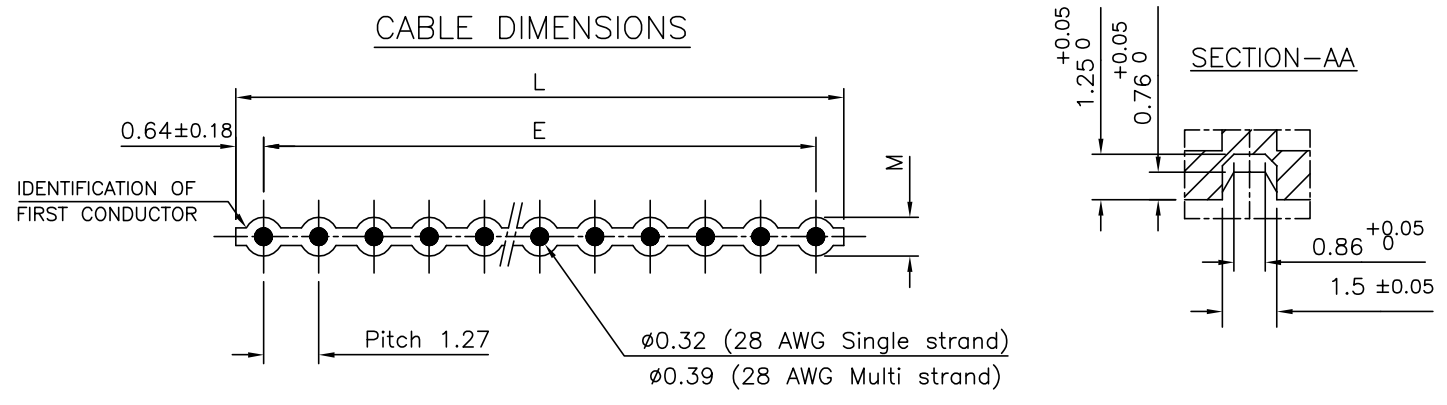 CABLE DIMENSIONS
L
0.64±0.18
E
M
IDENTIFICATION OF
FIRST CONDUCTOR
Pitch 1.27
ø0.32 (28 AWG Single strand)
ø0.39 (28 AWG Multi strand)
1.25 +0.05 0
0.76 +0.05 0
SECTION-AA
0.86 +0.05 0
1.5 ±0.05